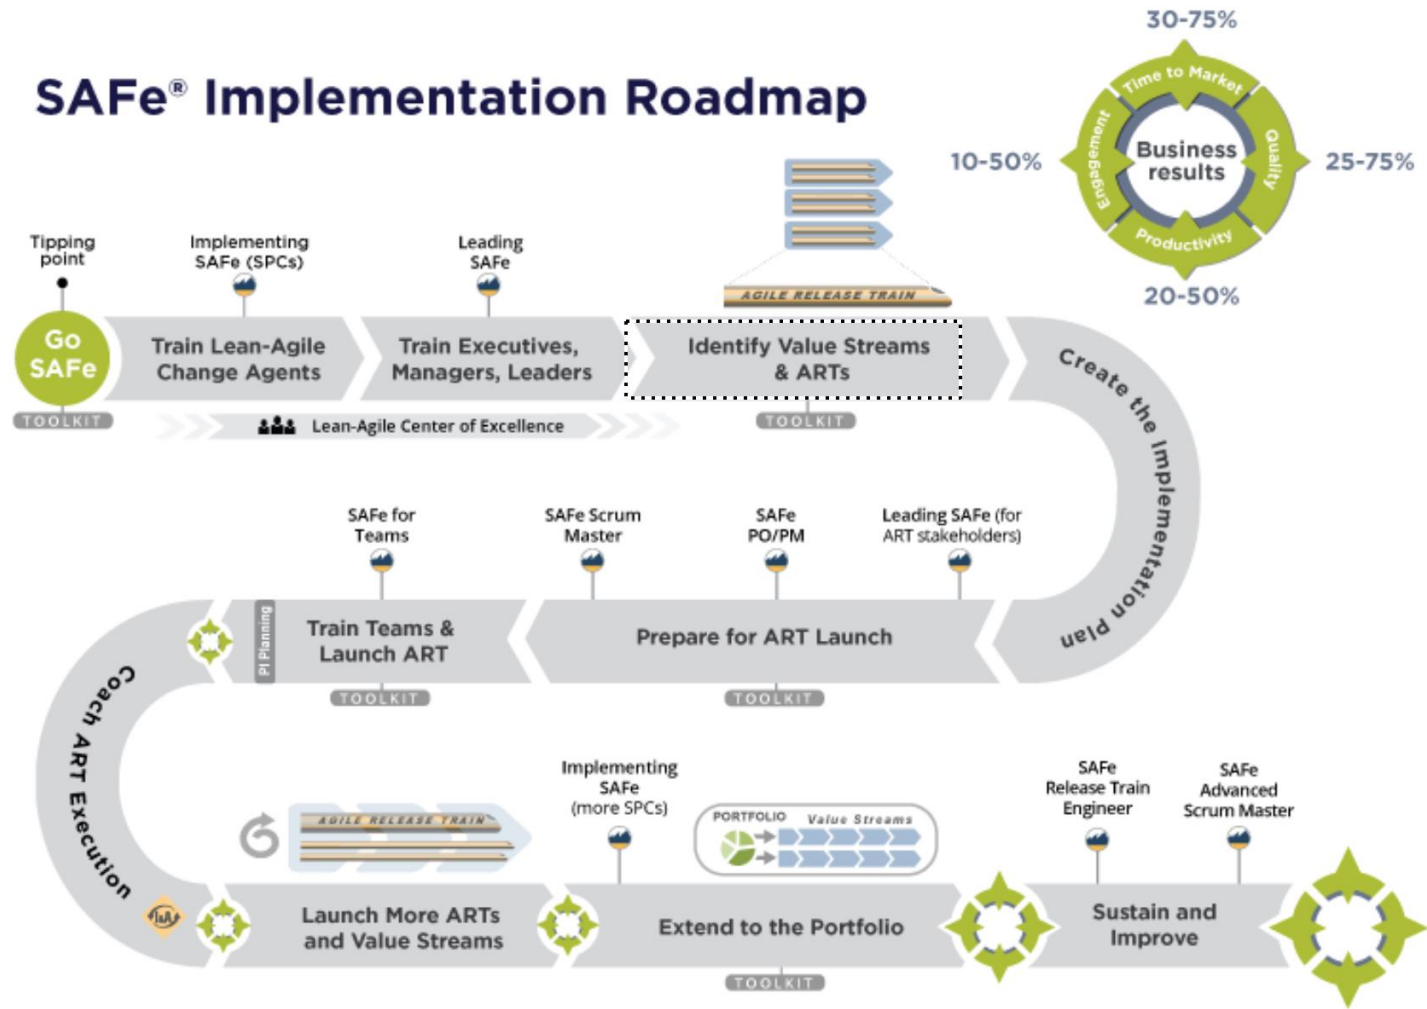 30-75%
SAFe® Implementation Roadmap
Time to Market
Engagement
Quality
Productivity
Business
results
10-50%
25-75%
20-50%
Tipping
point
Implementing
SAFe (SPCs)
Leading
SAFe
AGILE RELEASE TRAIN
Go
SAFe
Train Lean-Agile
Change Agents
Train Executives,
Managers, Leaders
Identify Value Streams
& ARTs
Create the Implementation Plan
TOOLKIT
Lean-Agile Center of Excellence
TOOLKIT
SAFe for
Teams
SAFe Scrum
Master
SAFe
PO/PM
Leading SAFe (for
ART stakeholders)
PI Planning
Train Teams &
Launch ART
Prepare for ART Launch
TOOLKIT
TOOLKIT
Coach ART Execution
I&A
AGILE RELEASE TRAIN
Implementing
SAFe
(more SPCs)
PORTFOLIO
Value Streams
SAFe
Release Train
Engineer
SAFe
Advanced
Scrum Master
Launch More ARTs
and Value Streams
Extend to the Portfolio
Sustain and
Improve
TOOLKIT